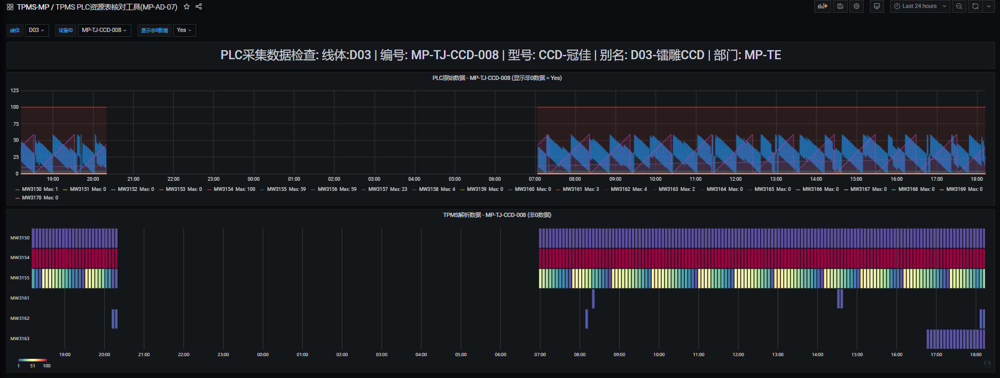 TPMS-MP / TPMS PLC资源表核对工具(MP-AD-07)
Last 24 hours
线体 D03 设备ID MP-TJ-CCD-008 显示非0数据 Yes
PLC采集数据检查: 线体:D03 | 编号: MP-TJ-CCD-008 | 型号: CCD-冠佳 | 别名: D03-镭雕CCD | 部门: MP-TE
PLC原始数据 - MP-TJ-CCD-008 (显示非0数据 = Yes)
125
100
75
50
25
0
19:00 20:00 21:00 22:00 23:00 00:00 01:00 02:00 03:00 04:00 05:00 06:00 07:00 08:00 09:00 10:00 11:00 12:00 13:00 14:00 15:00 16:00 17:00 18:00
MW3150 Max: 1 MW3151 Max: 0 MW3152 Max: 0 MW3153 Max: 0 MW3154 Max: 100 MW3155 Max: 59 MW3156 Max: 59 MW3157 Max: 23 MW3158 Max: 4 MW3159 Max: 0 MW3160 Max: 0 MW3161 Max: 3 MW3162 Max: 4 MW3163 Max: 2 MW3164 Max: 0 MW3165 Max: 0 MW3166 Max: 0 MW3167 Max: 0 MW3168 Max: 0 MW3169 Max: 0
MW3170 Max: 0
TPMS解析数据 - MP-TJ-CCD-008 (非0数据)
MW3150
MW3154
MW3155
MW3161
MW3162
MW3163
19:00 20:00 21:00 22:00 23:00 00:00 01:00 02:00 03:00 04:00 05:00 06:00 07:00 08:00 09:00 10:00 11:00 12:00 13:00 14:00 15:00 16:00 17:00 18:00
1 51 100